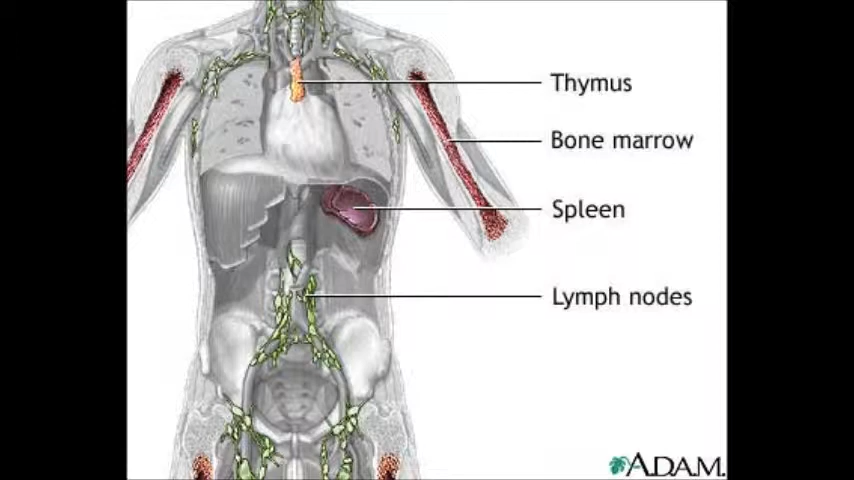 Thymus
Bone marrow
Spleen
Lymph nodes
A.D.A.M.